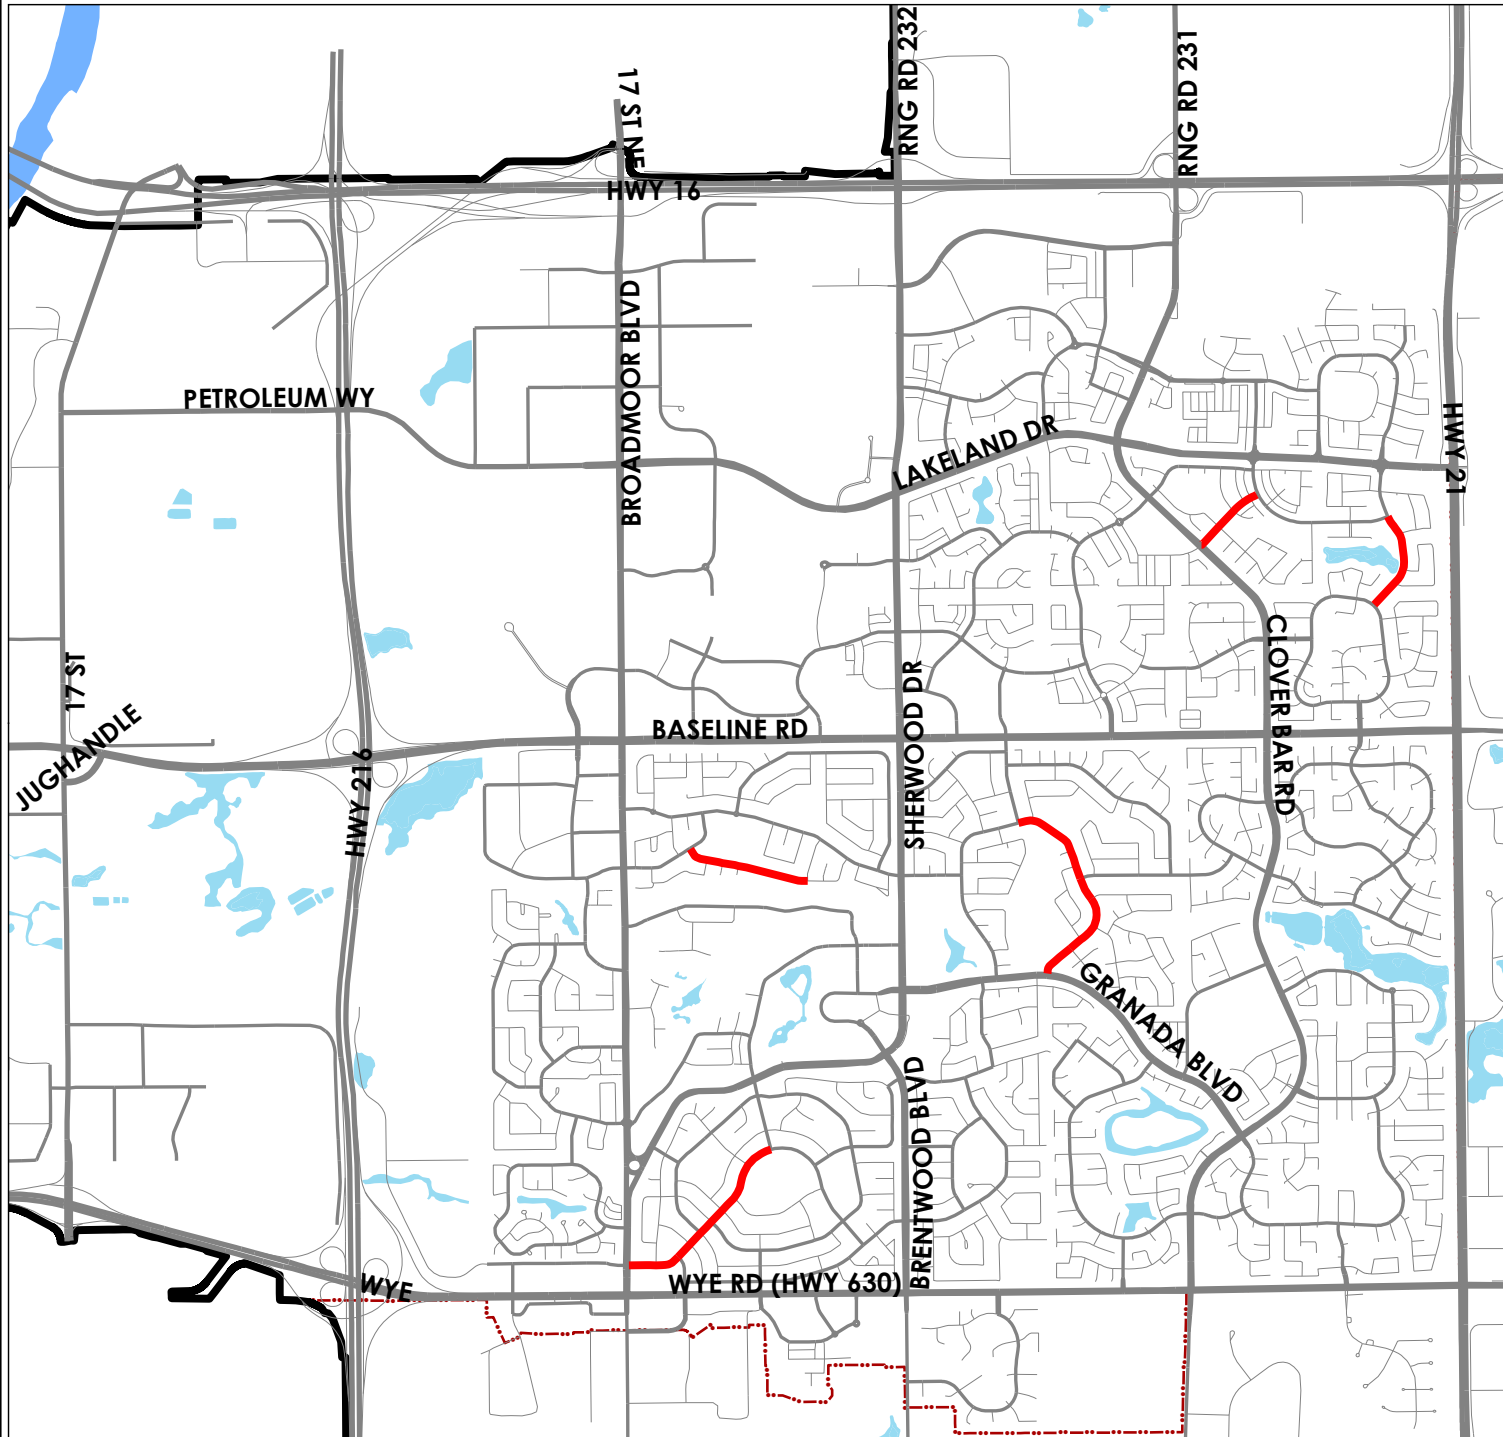 RNG RD 232
RNG RD 231
17 ST NE
HWY 16
BROADMOOR BLVD
PETROLEUM WY
LAKELAND DR
HWY 21
17 ST
JUGHANDLE
HWY 216
BASELINE RD
SHERWOOD DR
CLOVER BAR RD
GRANADA BLVD
BRENTWOOD BLVD
WYE
WYE RD (HWY 630)